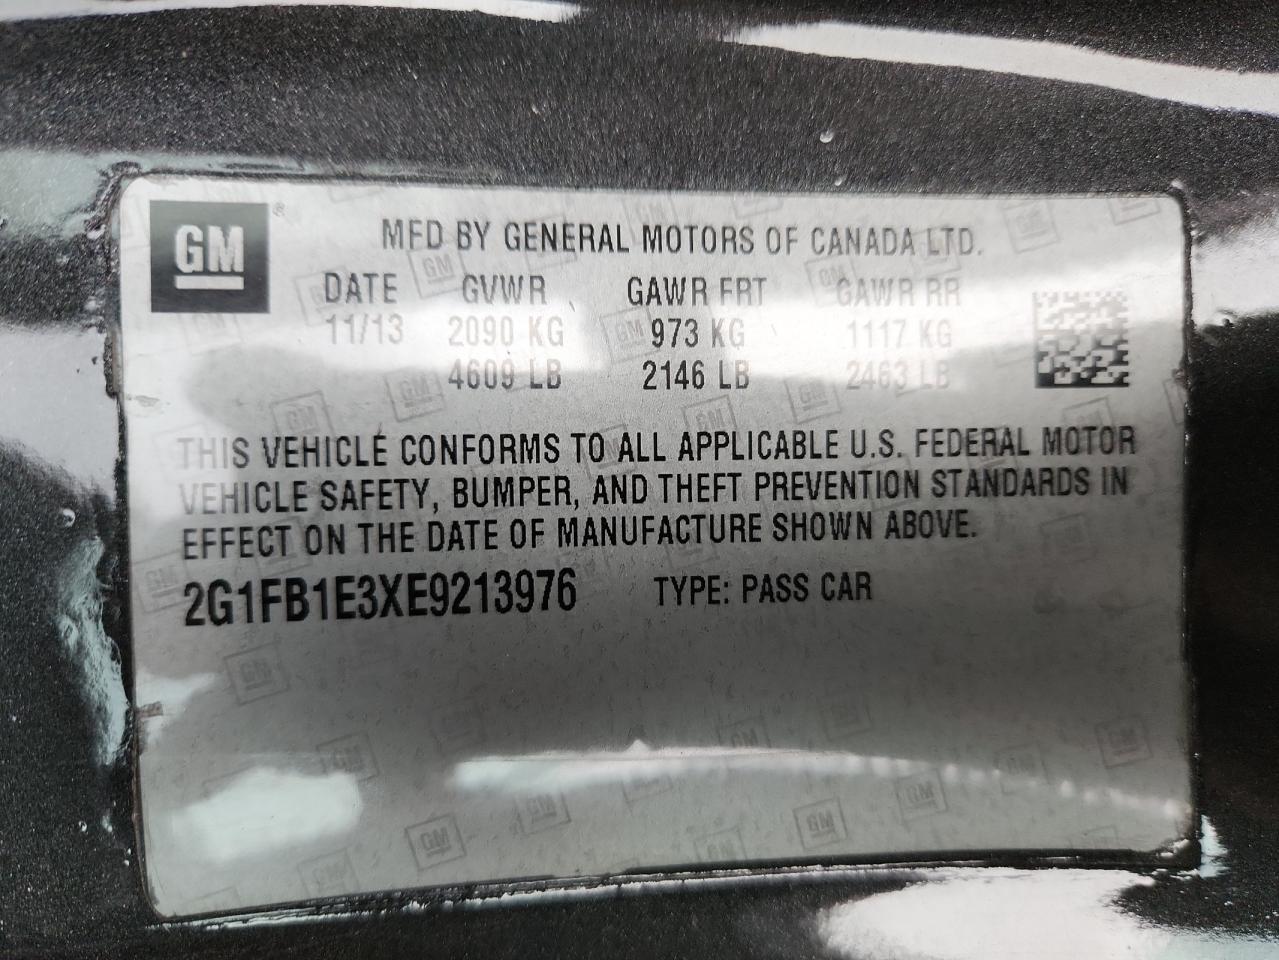 GM
MFD BY GENERAL MOTORS OF CANADA LTD.
DATE GVWR GAWR FRT GAWR RR
11/13 2090 KG 973 KG 1117 KG
4609 LB 2146 LB 2463 LB
THIS VEHICLE CONFORMS TO ALL APPLICABLE U.S. FEDERAL MOTOR
VEHICLE SAFETY, BUMPER, AND THEFT PREVENTION STANDARDS IN
EFFECT ON THE DATE OF MANUFACTURE SHOWN ABOVE.
2G1FB1E3XE9213976 TYPE: PASS CAR